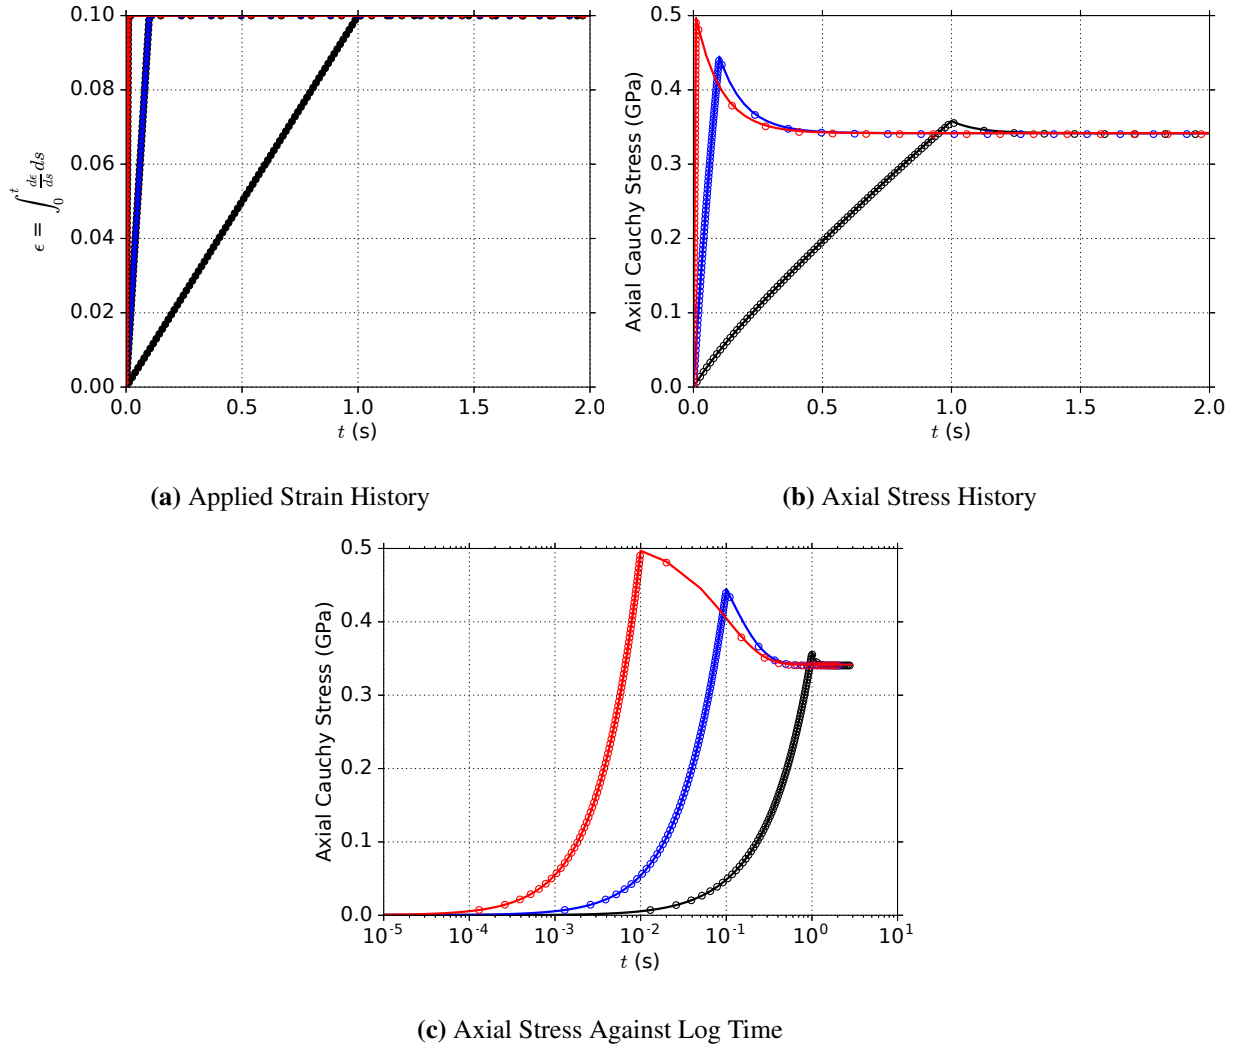 0.10
0.08
0.06
0.04
0.02
0.00
ϵ = ∫₀ᵗ dϵ/ds ds
0.0 0.5 1.0 1.5 2.0
t (s)
(a) Applied Strain History
0.5
0.4
0.3
0.2
0.1
0.0
Axial Cauchy Stress (GPa)
0.0 0.5 1.0 1.5 2.0
t (s)
(b) Axial Stress History
0.5
0.4
0.3
0.2
0.1
0.0
Axial Cauchy Stress (GPa)
10⁻⁵ 10⁻⁴ 10⁻³ 10⁻² 10⁻¹ 10⁰ 10¹
t (s)
(c) Axial Stress Against Log Time